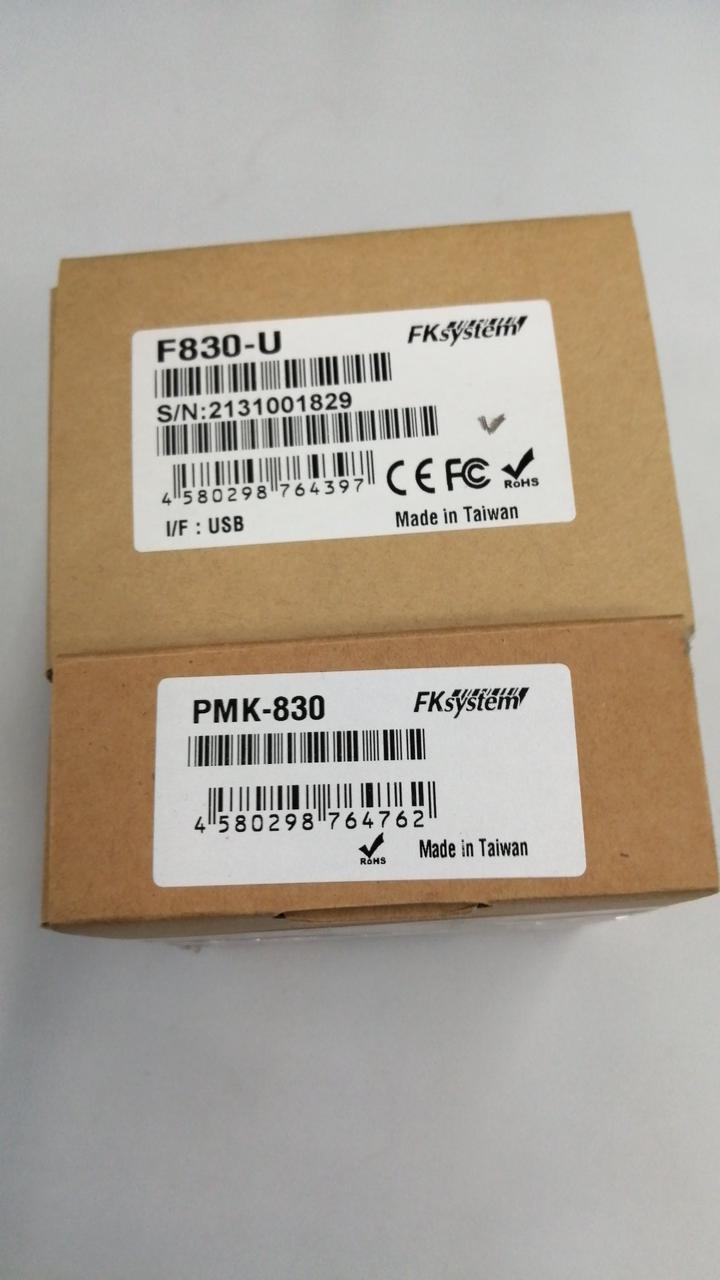 F830-U
FKsystem
S/N:2131001829
4 580298 764397
CE FC
RoHS
I/F : USB
Made in Taiwan
PMK-830
FKsystem
4 580298 764762
RoHS
Made in Taiwan